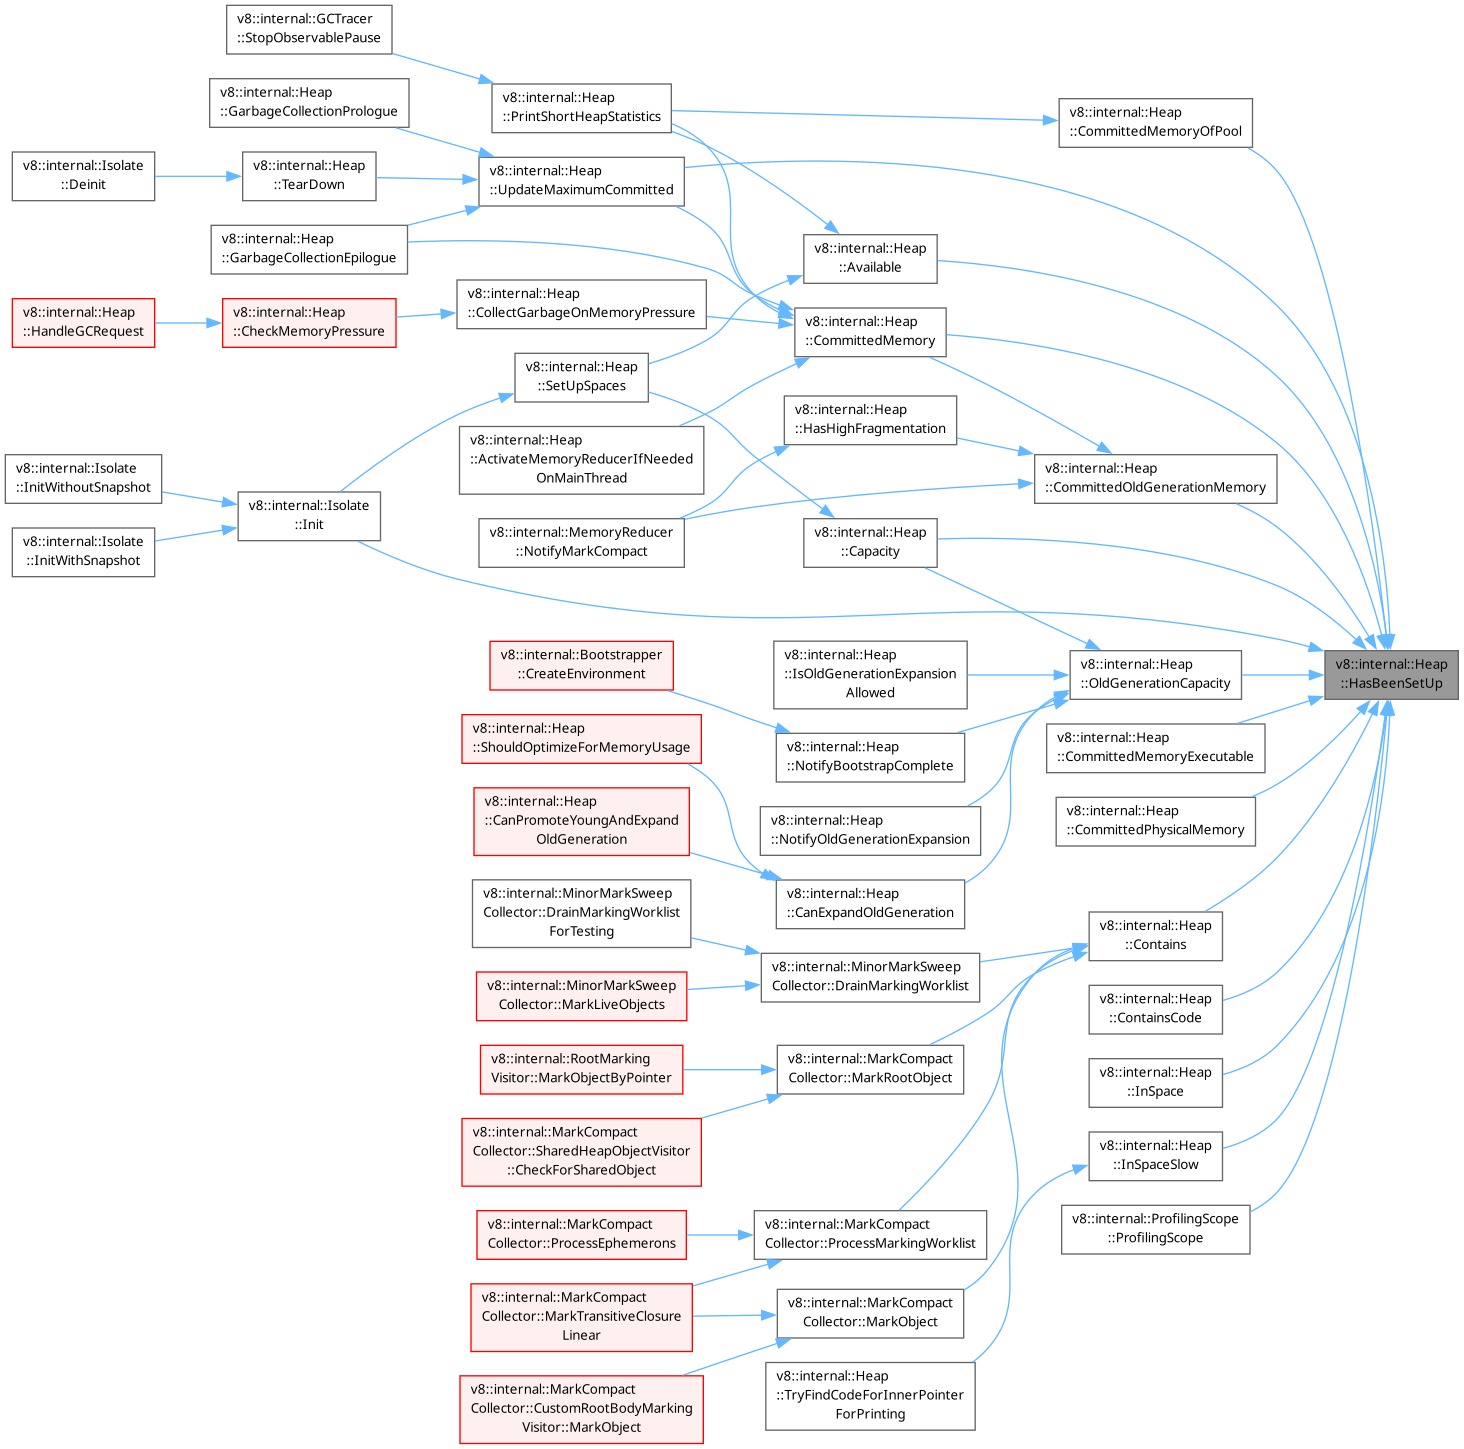 v8::internal::GCTracer
::StopObservablePause
v8::internal::Heap
::GarbageCollectionPrologue
v8::internal::Heap
::PrintShortHeapStatistics
v8::internal::Heap
::CommittedMemoryOfPool
v8::internal::Isolate
::Deinit
v8::internal::Heap
::TearDown
v8::internal::Heap
::UpdateMaximumCommitted
v8::internal::Heap
::GarbageCollectionEpilogue
v8::internal::Heap
::Available
v8::internal::Heap
::HandleGCRequest
v8::internal::Heap
::CheckMemoryPressure
v8::internal::Heap
::CollectGarbageOnMemoryPressure
v8::internal::Heap
::CommittedMemory
v8::internal::Heap
::SetUpSpaces
v8::internal::Heap
::HasHighFragmentation
v8::internal::Heap
::ActivateMemoryReducerIfNeeded
OnMainThread
v8::internal::Heap
::CommittedOldGenerationMemory
v8::internal::Isolate
::InitWithoutSnapshot
v8::internal::Isolate
::Init
v8::internal::MemoryReducer
::NotifyMarkCompact
v8::internal::Heap
::Capacity
v8::internal::Isolate
::InitWithSnapshot
v8::internal::Bootstrapper
::CreateEnvironment
v8::internal::Heap
::IsOldGenerationExpansion
Allowed
v8::internal::Heap
::OldGenerationCapacity
v8::internal::Heap
::HasBeenSetUp
v8::internal::Heap
::ShouldOptimizeForMemoryUsage
v8::internal::Heap
::NotifyBootstrapComplete
v8::internal::Heap
::CommittedMemoryExecutable
v8::internal::Heap
::CanPromoteYoungAndExpand
OldGeneration
v8::internal::Heap
::NotifyOldGenerationExpansion
v8::internal::Heap
::CommittedPhysicalMemory
v8::internal::MinorMarkSweep
Collector::DrainMarkingWorklist
ForTesting
v8::internal::Heap
::CanExpandOldGeneration
v8::internal::Heap
::Contains
v8::internal::MinorMarkSweep
Collector::MarkLiveObjects
v8::internal::MinorMarkSweep
Collector::DrainMarkingWorklist
v8::internal::Heap
::ContainsCode
v8::internal::RootMarking
Visitor::MarkObjectByPointer
v8::internal::MarkCompact
Collector::MarkRootObject
v8::internal::Heap
::InSpace
v8::internal::MarkCompact
Collector::SharedHeapObjectVisitor
::CheckForSharedObject
v8::internal::Heap
::InSpaceSlow
v8::internal::MarkCompact
Collector::ProcessEphemerons
v8::internal::MarkCompact
Collector::ProcessMarkingWorklist
v8::internal::ProfilingScope
::ProfilingScope
v8::internal::MarkCompact
Collector::MarkTransitiveClosure
Linear
v8::internal::MarkCompact
Collector::MarkObject
v8::internal::MarkCompact
Collector::CustomRootBodyMarking
Visitor::MarkObject
v8::internal::Heap
::TryFindCodeForInnerPointer
ForPrinting